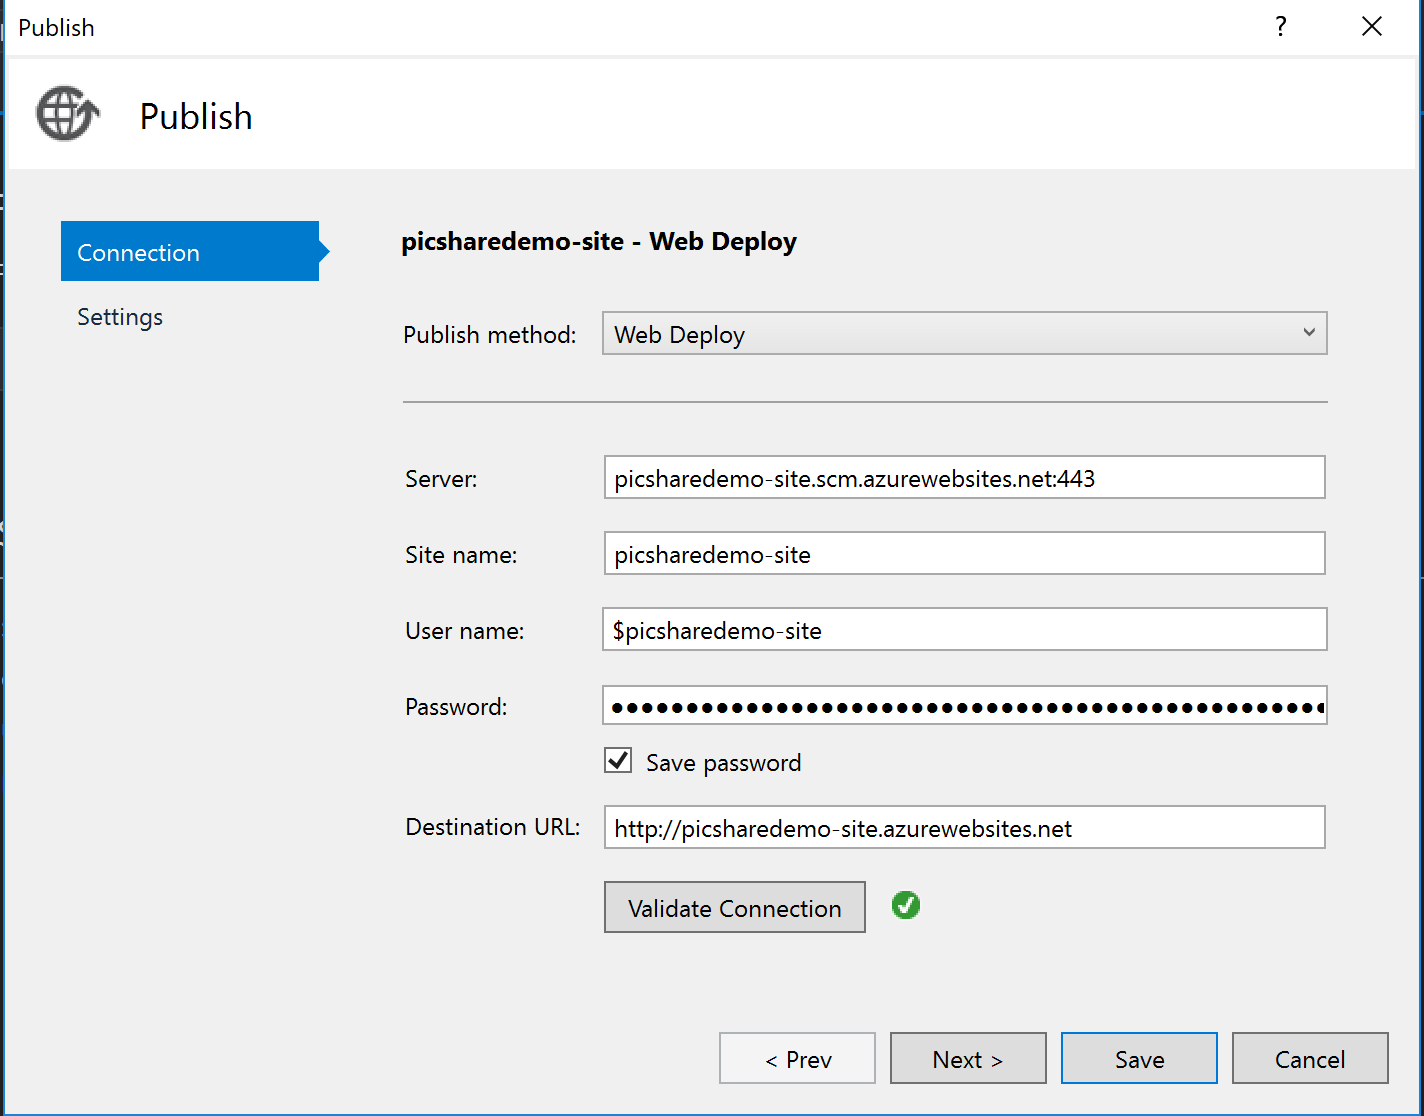 Publish
?
Publish
Connection
Settings
picsharedemo-site - Web Deploy
Publish method: Web Deploy
Server: picsharedemo-site.scm.azurewebsites.net:443
Site name: picsharedemo-site
User name: $picsharedemo-site
Password: 
Save password
Destination URL: http://picsharedemo-site.azurewebsites.net
Validate Connection
< Prev Next > Save Cancel